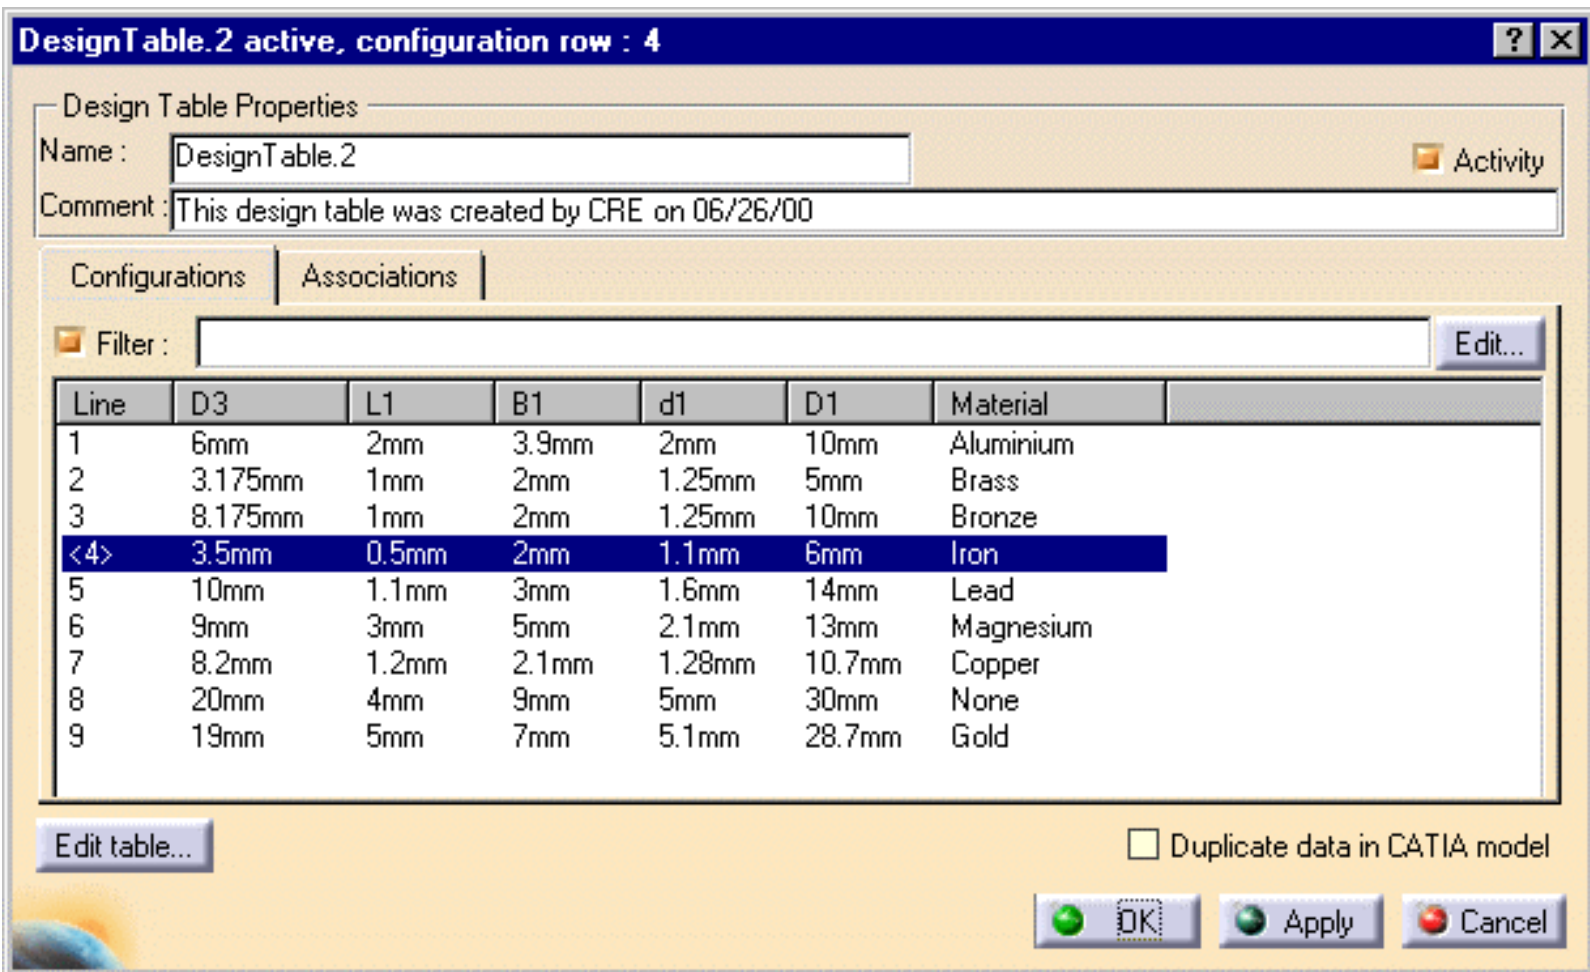 DesignTable.2 active, configuration row : 4
Design Table Properties
Name : DesignTable.2 Activity
Comment : This design table was created by CRE on 06/26/00
Configurations Associations
Filter : Edit...
Line D3 L1 B1 d1 D1 Material
1 6mm 2mm 3.9mm 2mm 10mm Aluminium
2 3.175mm 1mm 2mm 1.25mm 5mm Brass
3 8.175mm 1mm 2mm 1.25mm 10mm Bronze
<4> 3.5mm 0.5mm 2mm 1.1mm 6mm Iron
5 10mm 1.1mm 3mm 1.6mm 14mm Lead
6 9mm 3mm 5mm 2.1mm 13mm Magnesium
7 8.2mm 1.2mm 2.1mm 1.28mm 10.7mm Copper
8 20mm 4mm 9mm 5mm 30mm None
9 19mm 5mm 7mm 5.1mm 28.7mm Gold
Edit table... Duplicate data in CATIA model
OK Apply Cancel